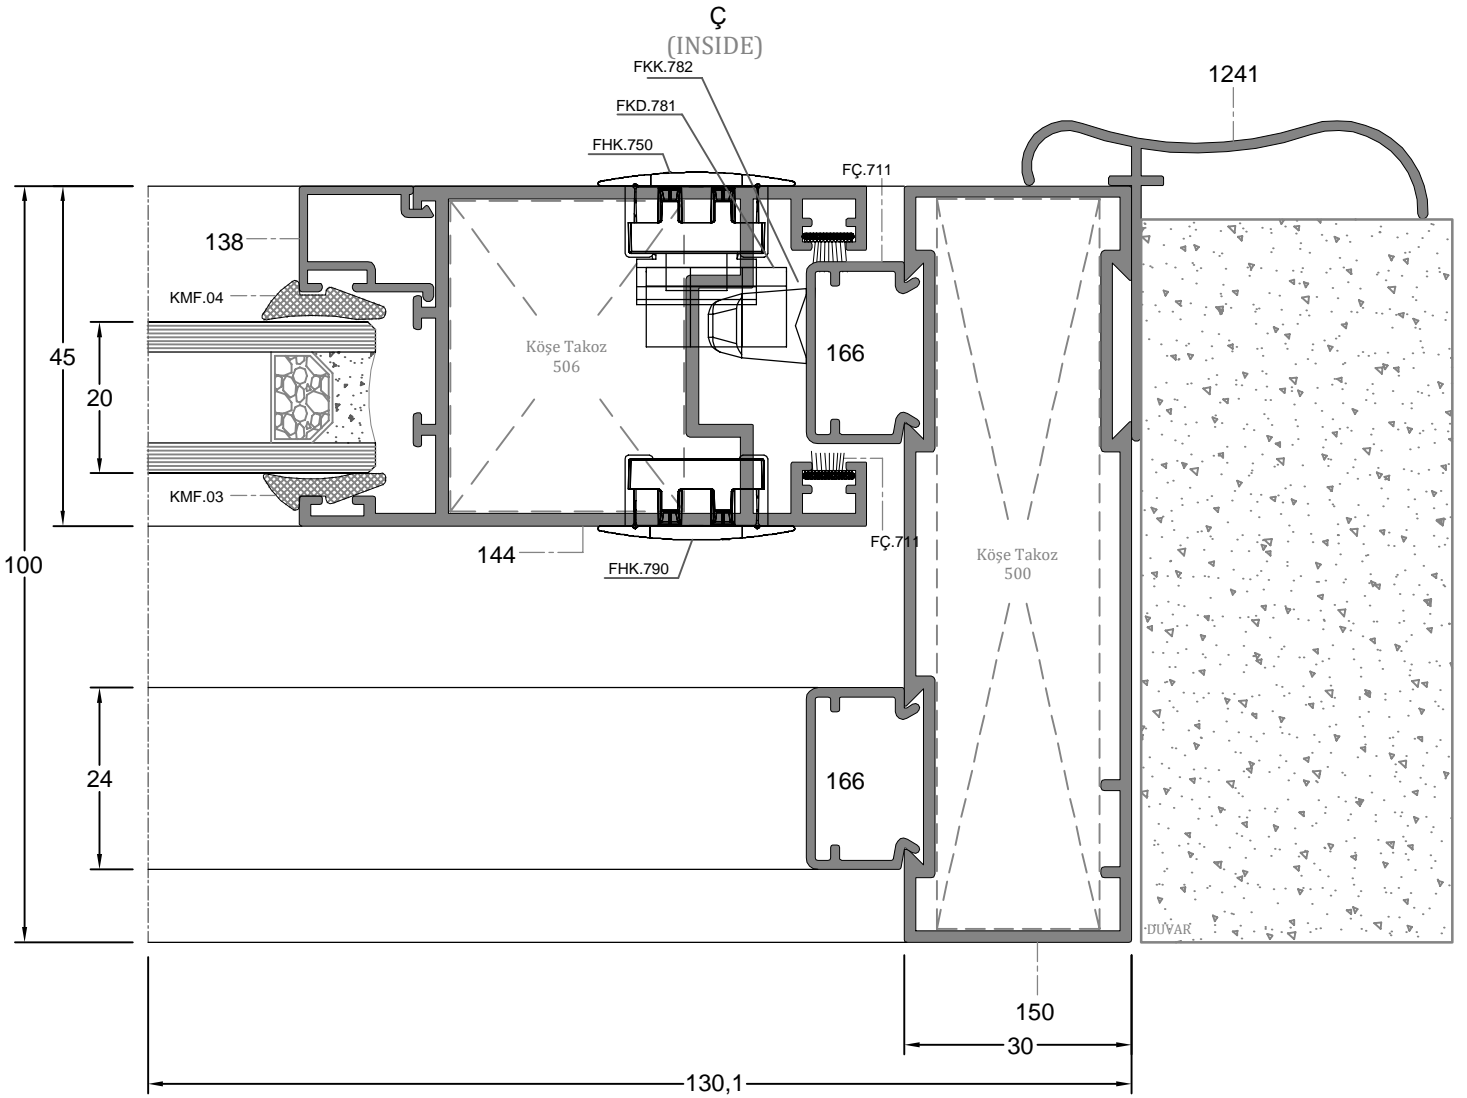 Ç
(INSIDE)
FKK.782
1241
FKD.781
FHK.750
FÇ.711
138
KMF.04
45
20
Köşe Takoz
506
166
KMF.03
144
FHK.790
FÇ.711
Köşe Takoz
500
100
24
166
DUVAR
150
30
130,1